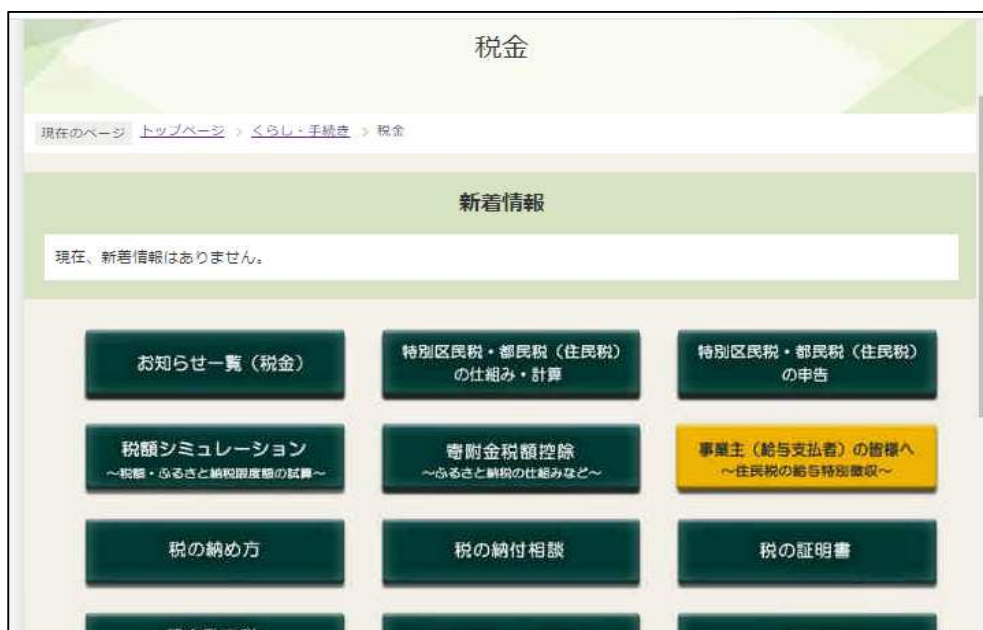 税金
現在のページ トップページ > くらし・手続き > 税金
新着情報
現在、新着情報はありません。
お知らせ一覧（税金）
特別区民税・都民税（住民税）
の仕組み・計算
特別区民税・都民税（住民税）
の申告
税額シミュレーション
～税額・ふるさと納税限度額の試算～
寄附金税額控除
～ふるさと納税の仕組みなど～
事業主（給与支払者）の皆様へ
～住民税の給与特別徴収～
税の納め方
税の納付相談
税の証明書